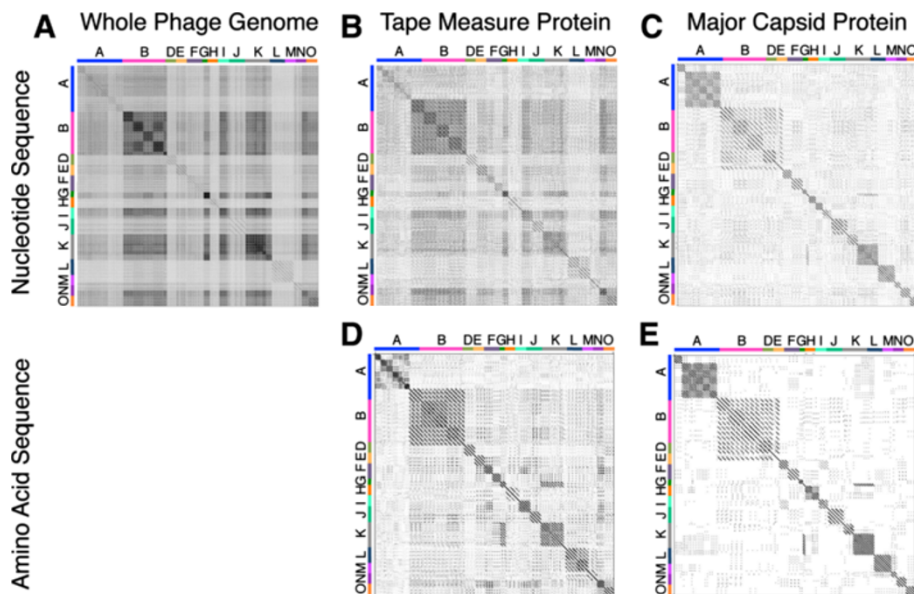 A Whole Phage Genome
B Tape Measure Protein
C Major Capsid Protein
A B DE FGH I J K L MNO
A B DE FGH I J K L MNO
A B DE FGH I J K L MNO
Nucleotide Sequence
A
B
FED
HG
J I
K
L
ONM
A
B
FED
HG
J I
K
L
ONM
A
B
FED
HG
J I
K
L
ONM
D
E
A B DE FGH I J K L MNO
A B DE FGH I J K L MNO
Amino Acid Sequence
A
B
FED
HG
J I
K
L
ONM
A
B
FED
HG
J I
K
L
ONM